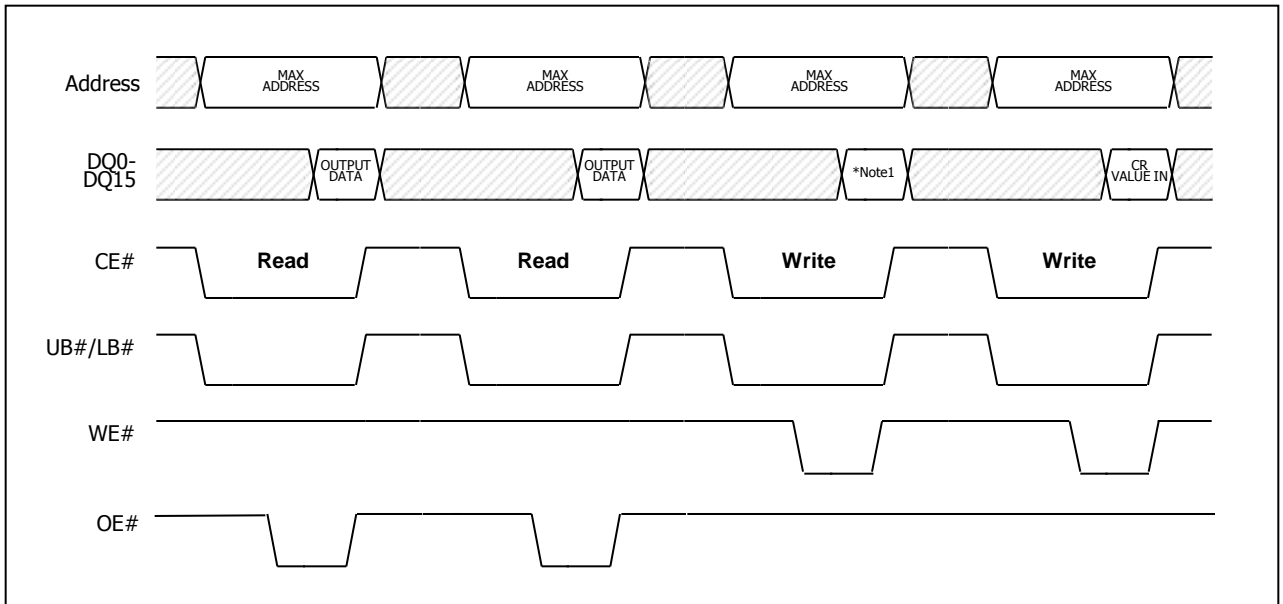 Address
MAX
ADDRESS
MAX
ADDRESS
MAX
ADDRESS
MAX
ADDRESS
DQ0-
DQ15
OUTPUT
DATA
OUTPUT
DATA
*Note1
CR
VALUE IN
CE#
Read
Read
Write
Write
UB#/LB#
WE#
OE#